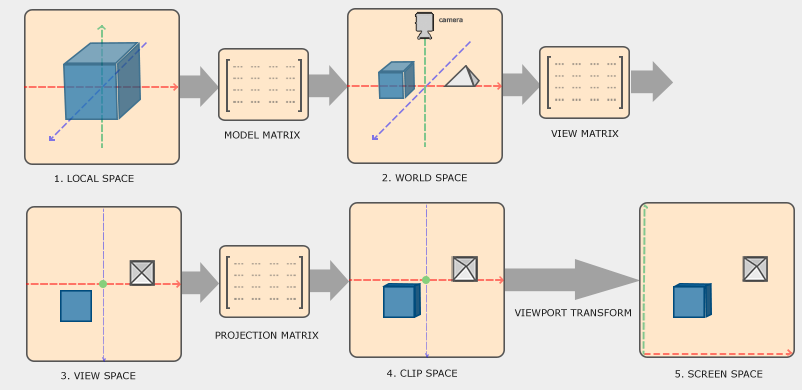 camera
MODEL MATRIX
VIEW MATRIX
1. LOCAL SPACE
2. WORLD SPACE
PROJECTION MATRIX
VIEWPORT TRANSFORM
3. VIEW SPACE
4. CLIP SPACE
5. SCREEN SPACE